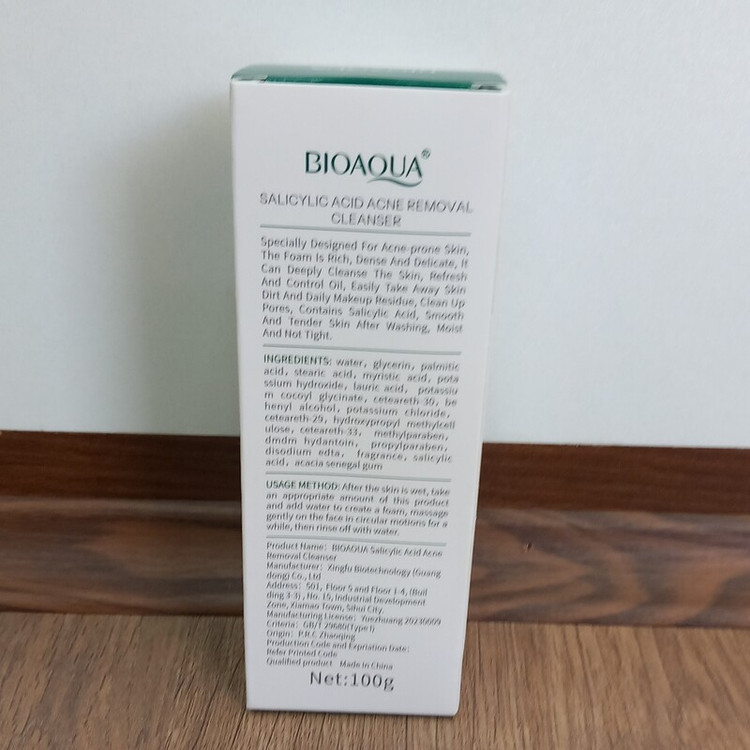 BIOAQUA®
SALICYLIC ACID ACNE REMOVAL
CLEANSER
Specially Designed For Acne-prone Skin,
The Foam Is Rich, Dense And Delicate, It
Can Deeply Cleanse The Skin, Refresh
And Control Oil, Easily Take Away Skin
Dirt And Daily Makeup Residue, Clean Up
Pores, Contains Salicylic Acid, Smooth
And Tender Skin After Washing, Moist
And Not Tight.
INGREDIENTS: water, glycerin, palmitic
acid, stearic acid, myristic acid, pota
ssium hydroxide, lauric acid, potassiu
m cocoyl glycinate, ceteareth-30, be
henyl alcohol, potassium chloride,
ceteareth-29, hydroxypropyl methylcell
ulose, ceteareth-33, methylparaben,
dmdm hydantoin, propylparaben,
disodium edta, fragrance, salicylic
acid, acacia senegal gum
USAGE METHOD: After the skin is wet, take
an appropriate amount of this product
and add water to create a foam, massage
gently on the face in circular motions for a
while, then rinse off with water.
Product Name: BIOAQUA Salicylic Acid Acne
Removal Cleanser
Manufacturer: Xingfu Biotechnology (Guang
dong) Co., Ltd
Address: 501, Floor 5 and Floor 1-4, (Buil
ding 3-3), No. 15, Industrial Development
Zone, Xiamao Town, Sihui City.
Manufacturing License: Yuezhuang 20230009
Criteria: GB/T 29680(Type I)
Origin: P.R.C Zhaoqing
Production Code and Expriation Date:
Refer Printed Code
Qualified product Made in China
Net:100g